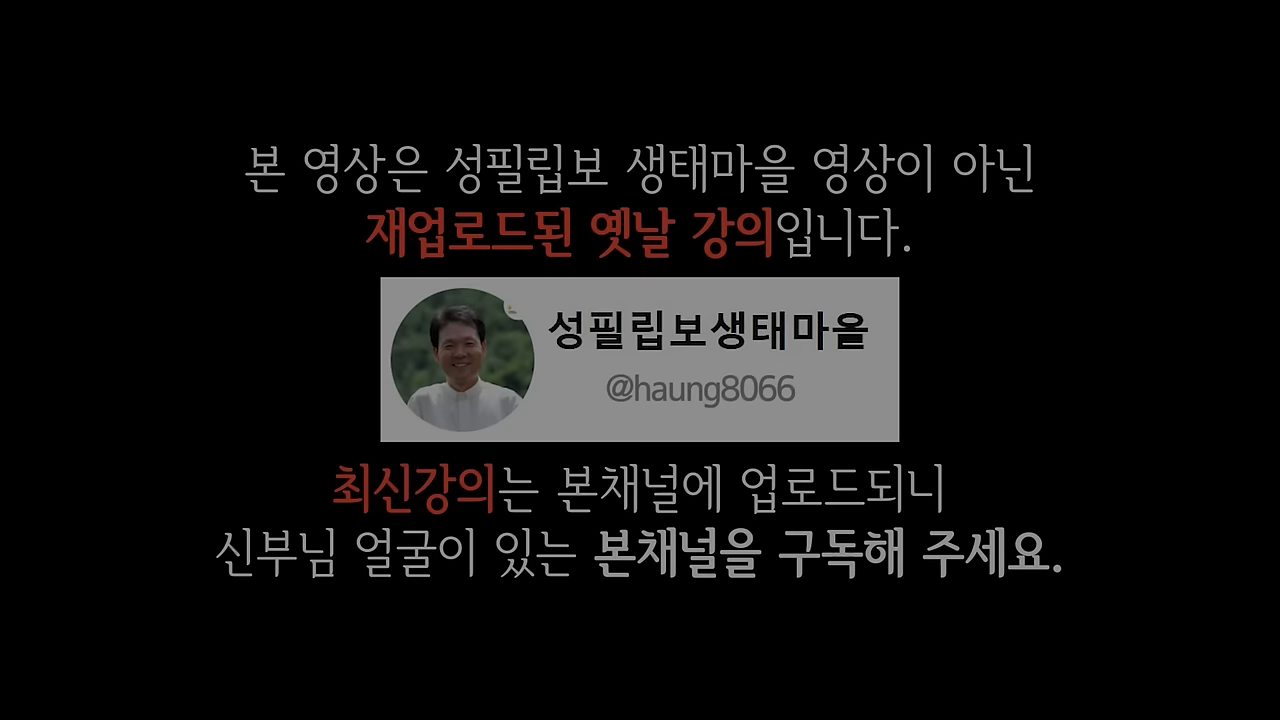 본 영상은 성필립보 생태마을 영상이 아닌
재업로드된 옛날 강의입니다.
성필립보생태마을
@haung8066
최신강의는 본채널에 업로드되니
신부님 얼굴이 있는 본채널을 구독해 주세요.